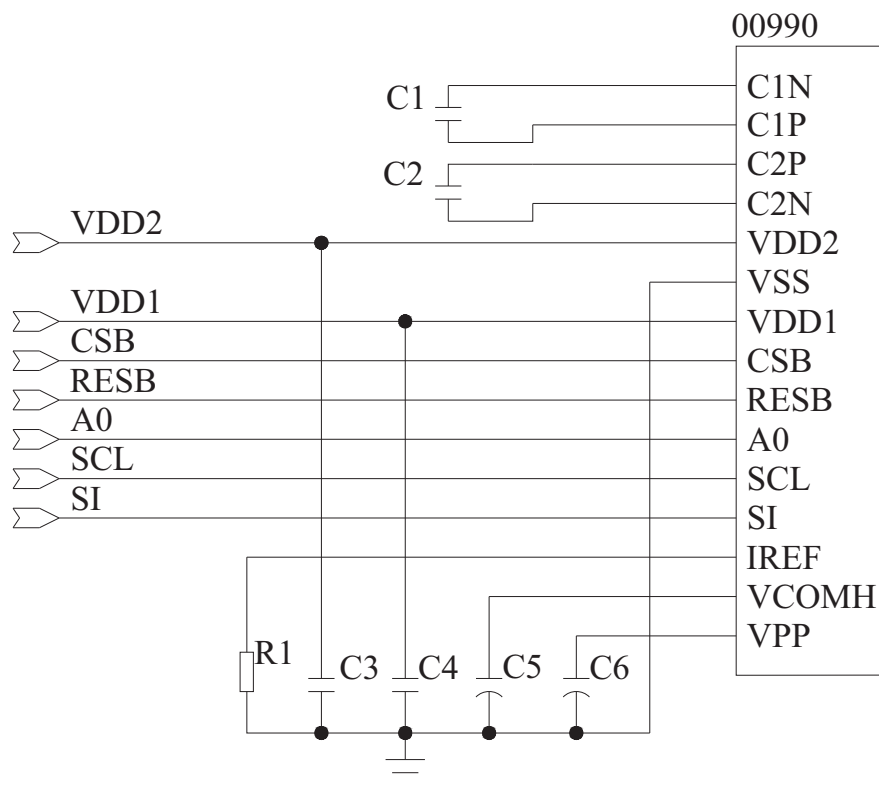 00990
C1
C1N
C1P
C2
C2P
C2N
VDD2
VDD2
VSS
VDD1
VDD1
CSB
CSB
RESB
RESB
A0
A0
SCL
SCL
SI
SI
IREF
VCOMH
VPP
R1
C3
C4
C5
C6